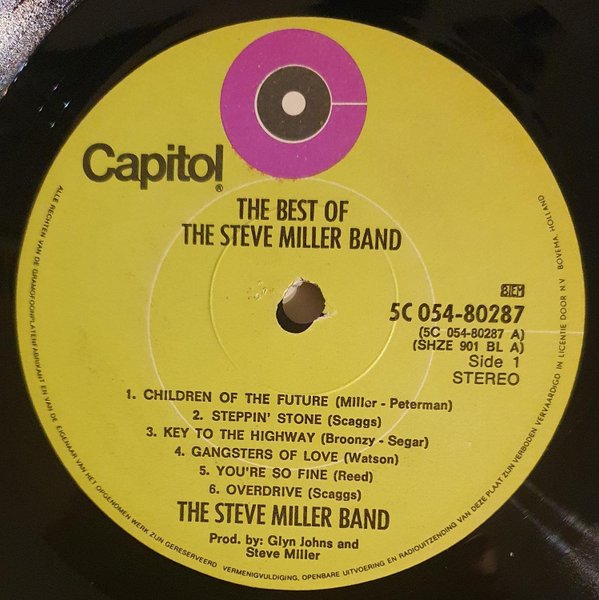 Capitol®
THE BEST OF
THE STEVE MILLER BAND
BIEM
5C 054-80287
(5C 054-80287 A)
(SHZE 901 BL A)
Side 1
STEREO
1. CHILDREN OF THE FUTURE (Miller - Peterman)
2. STEPPIN' STONE (Scaggs)
3. KEY TO THE HIGHWAY (Broonzy - Segar)
4. GANGSTERS OF LOVE (Watson)
5. YOU'RE SO FINE (Reed)
6. OVERDRIVE (Scaggs)
THE STEVE MILLER BAND
Prod. by: Glyn Johns and
Steve Miller
ALLE RECHTEN VAN DE GRAMOFOONPLATENFABRIKANT EN VAN DE EIGENAAR VAN HET OPGENOMEN WERK ZIJN GERESERVEERD VERMENIGVULDIGING, OPENBARE UITVOERING EN RADIOUITZENDING VAN DEZE PLAAT ZIJN VERBODEN VERVAARDIGD IN LICENTIE DOOR N.V. BOVEMA, HOLLAND